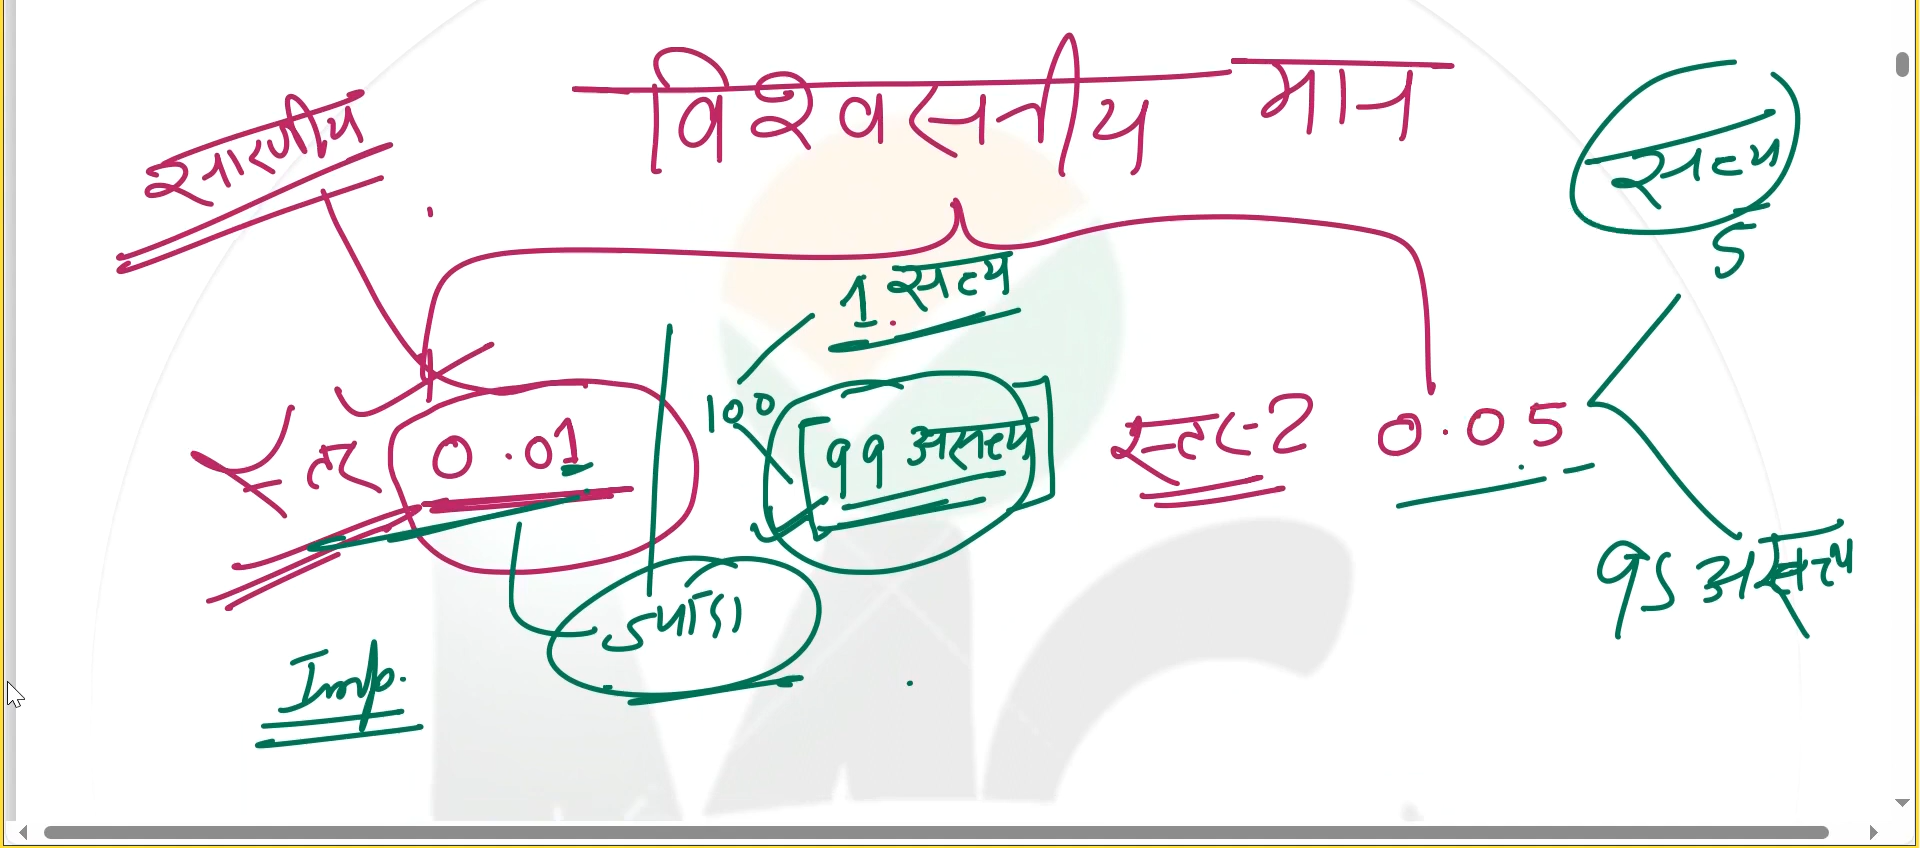 विश्वसनीय मान
सारणीय
सत्य
5
1 सत्य
100
99 असत्य
स्तर 0.01
स्तर-2 0.05
95 असत्य
ज्यादा
Imp.